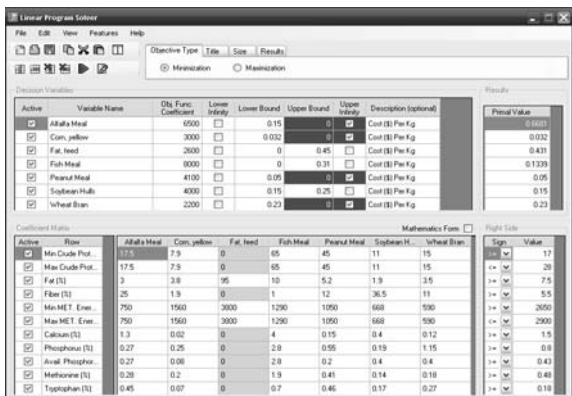 Linear Program Solver
File Edit View Features Help
Objective Type Title Size Results
Minimization Maximization
Decision Variables Results
Active Variable Name Obj. Func. Coefficient Lower Infinity Lower Bound Upper Bound Upper Infinity Description (optional) Primal Value
Alfalfa Meal 6500 0.15 0 Cost ($) Per Kg 0.6681
Corn, yellow 3000 0.032 0 Cost ($) Per Kg 0.032
Fat, feed 2600 0 0.45 Cost ($) Per Kg 0.431
Fish Meal 8000 0 0.31 Cost ($) Per Kg 0.1339
Peanut Meal 4100 0.05 0 Cost ($) Per Kg 0.05
Soybean Hulls 4000 0.15 0.25 Cost ($) Per Kg 0.15
Wheat Bran 2200 0.23 0 Cost ($) Per Kg 0.23
Coefficient Matrix Mathematics Form Right Side
Active Row Alfalfa Meal Corn, yellow Fat, feed Fish Meal Peanut Meal Soybean H... Wheat Bran Sign Value
Min Crude Prot... 17.5 7.9 0 65 45 11 15 >= 17
Max Crude Prot... 17.5 7.9 0 65 45 11 15 <= 28
Fat (%) 3 3.8 95 10 5.2 1.9 3.5 >= 7.5
Fiber (%) 25 1.9 0 1 12 36.5 11 >= 5.5
Min MET. Ener... 750 1560 3800 1290 1050 668 590 >= 2650
Max MET. Ener... 750 1560 3800 1290 1050 668 590 <= 2900
Calcium (%) 1.3 0.02 0 4 0.15 0.4 0.12 >= 1.5
Phosphorus (%) 0.27 0.25 0 2.8 0.55 0.19 1.15 >= 0.8
Avail. Phosphor... 0.27 0.08 0 2.8 0.2 0.4 0.4 >= 0.43
Methionine (%) 0.28 0.2 0 1.9 0.41 0.14 0.18 >= 0.48
Tryptophan (%) 0.45 0.07 0 0.7 0.46 0.17 0.27 >= 0.18